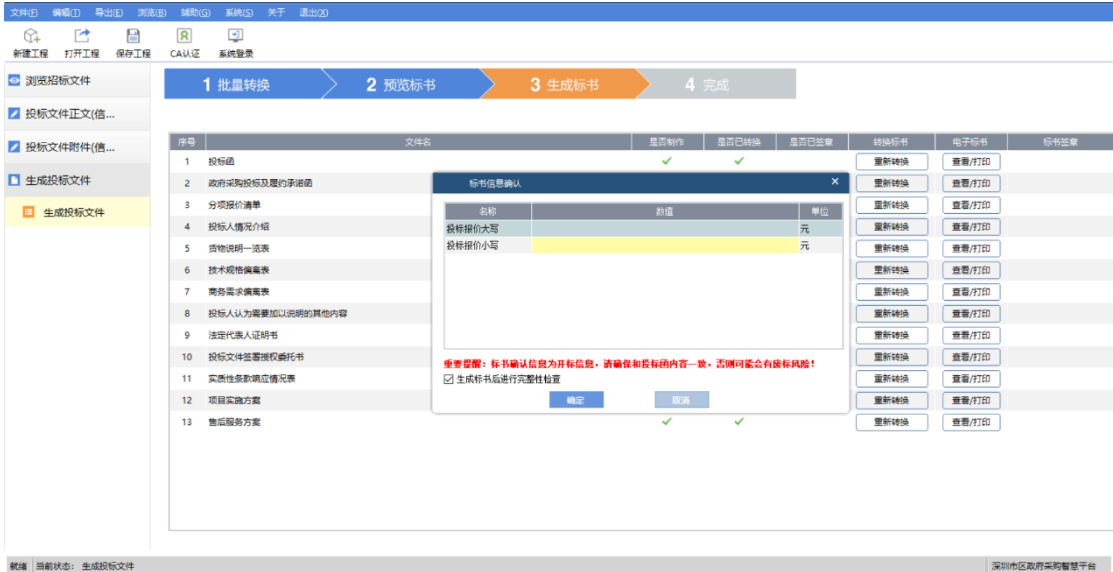 文件(F) 编辑(T) 导出(E) 浏览(B) 辅助(G) 系统(S) 关于 退出(X)
新建工程 打开工程 保存工程 CA认证 系统登录
浏览招标文件
投标文件正文(信...
投标文件附件(信...
生成投标文件
生成投标文件
1 批量转换 2 预览标书 3 生成标书 4 完成
序号 文件名 是否制作 是否已转换 是否已签章 转换标书 电子标书 标书签章
1 投标函 重新转换 查看/打印
2 政府采购投标及履约承诺函 重新转换 查看/打印
3 分项报价清单 重新转换 查看/打印
4 投标人情况介绍 重新转换 查看/打印
5 货物说明一览表 重新转换 查看/打印
6 技术规格偏离表 重新转换 查看/打印
7 商务需求偏离表 重新转换 查看/打印
8 投标人认为需要加以说明的其他内容 重新转换 查看/打印
9 法定代表人证明书 重新转换 查看/打印
10 投标文件签署授权委托书 重新转换 查看/打印
11 实质性条款响应情况表 重新转换 查看/打印
12 项目实施方案 重新转换 查看/打印
13 售后服务方案 重新转换 查看/打印
标书信息确认
名称 数值 单位
投标报价大写 元
投标报价小写 元
重要提醒：标书确认信息为开标信息，请确保和投标函内容一致，否则可能会有废标风险！
生成标书后进行完整性检查
确定 取消
就绪 当前状态： 生成投标文件 深圳市区政府采购智慧平台